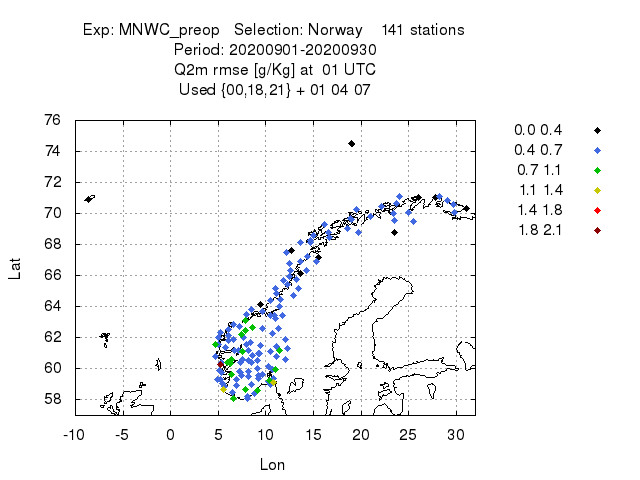 Exp: MNWC_preop   Selection: Norway    141 stations
Period: 20200901-20200930
Q2m rmse [g/Kg] at  01 UTC
Used {00,18,21} + 01 04 07
76
74
72
70
68
66
64
62
60
58
-10 -5 0 5 10 15 20 25 30
Lat
Lon
0.0 0.4
0.4 0.7
0.7 1.1
1.1 1.4
1.4 1.8
1.8 2.1